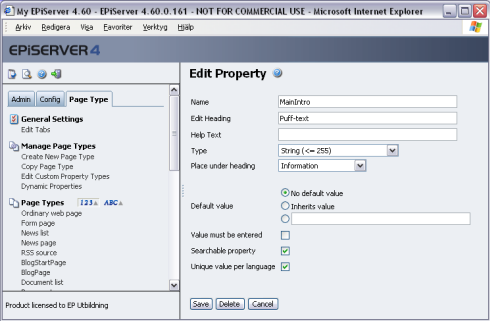 My EPiServer 4.60 - EPiServer 4.60.0.161 - NOT FOR COMMERCIAL USE - Microsoft Internet Explorer
Arkiv Redigera Visa Favoriter Verktyg Hjälp
EPiSERVER 4
Admin Config Page Type
General Settings
Edit Tabs
Manage Page Types
Create New Page Type
Copy Page Type
Edit Custom Property Types
Dynamic Properties
Page Types 123 ABC
Ordinary web page
Form page
News list
News page
RSS source
BlogStartPage
BlogPage
Document list
Product licensed to EP Utbildning
Edit Property
Name MainIntro
Edit Heading Puff-text
Help Text
Type String (<= 255)
Place under heading Information
No default value
Default value Inherits value
Value must be entered
Searchable property
Unique value per language
Save Delete Cancel